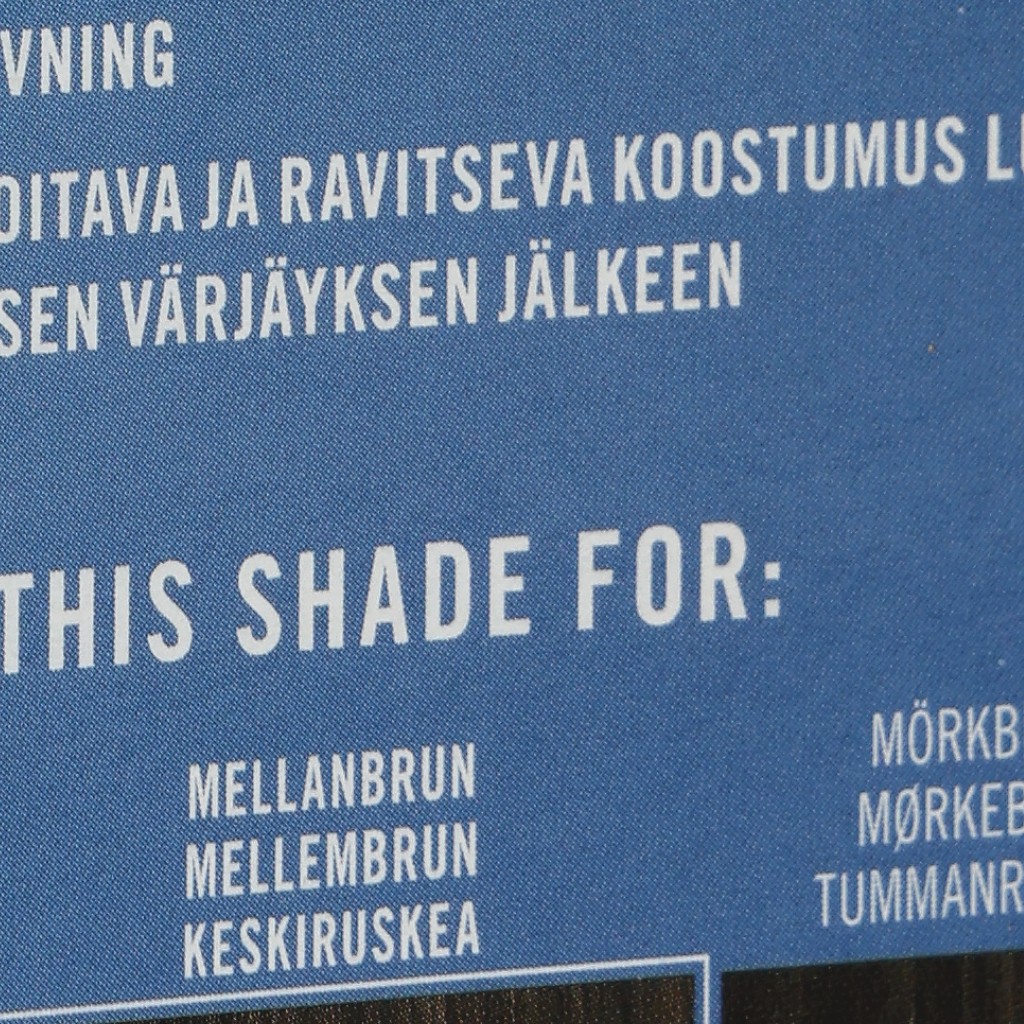 VNING
OITAVA JA RAVITSEVA KOOSTUMUS
SEN VÄRJÄYKSEN JÄLKEEN
THIS SHADE FOR:
MELLANBRUN
MELLEMBRUN
KESKIRUSKEA
MÖRKB
MØRKEB
TUMMANR